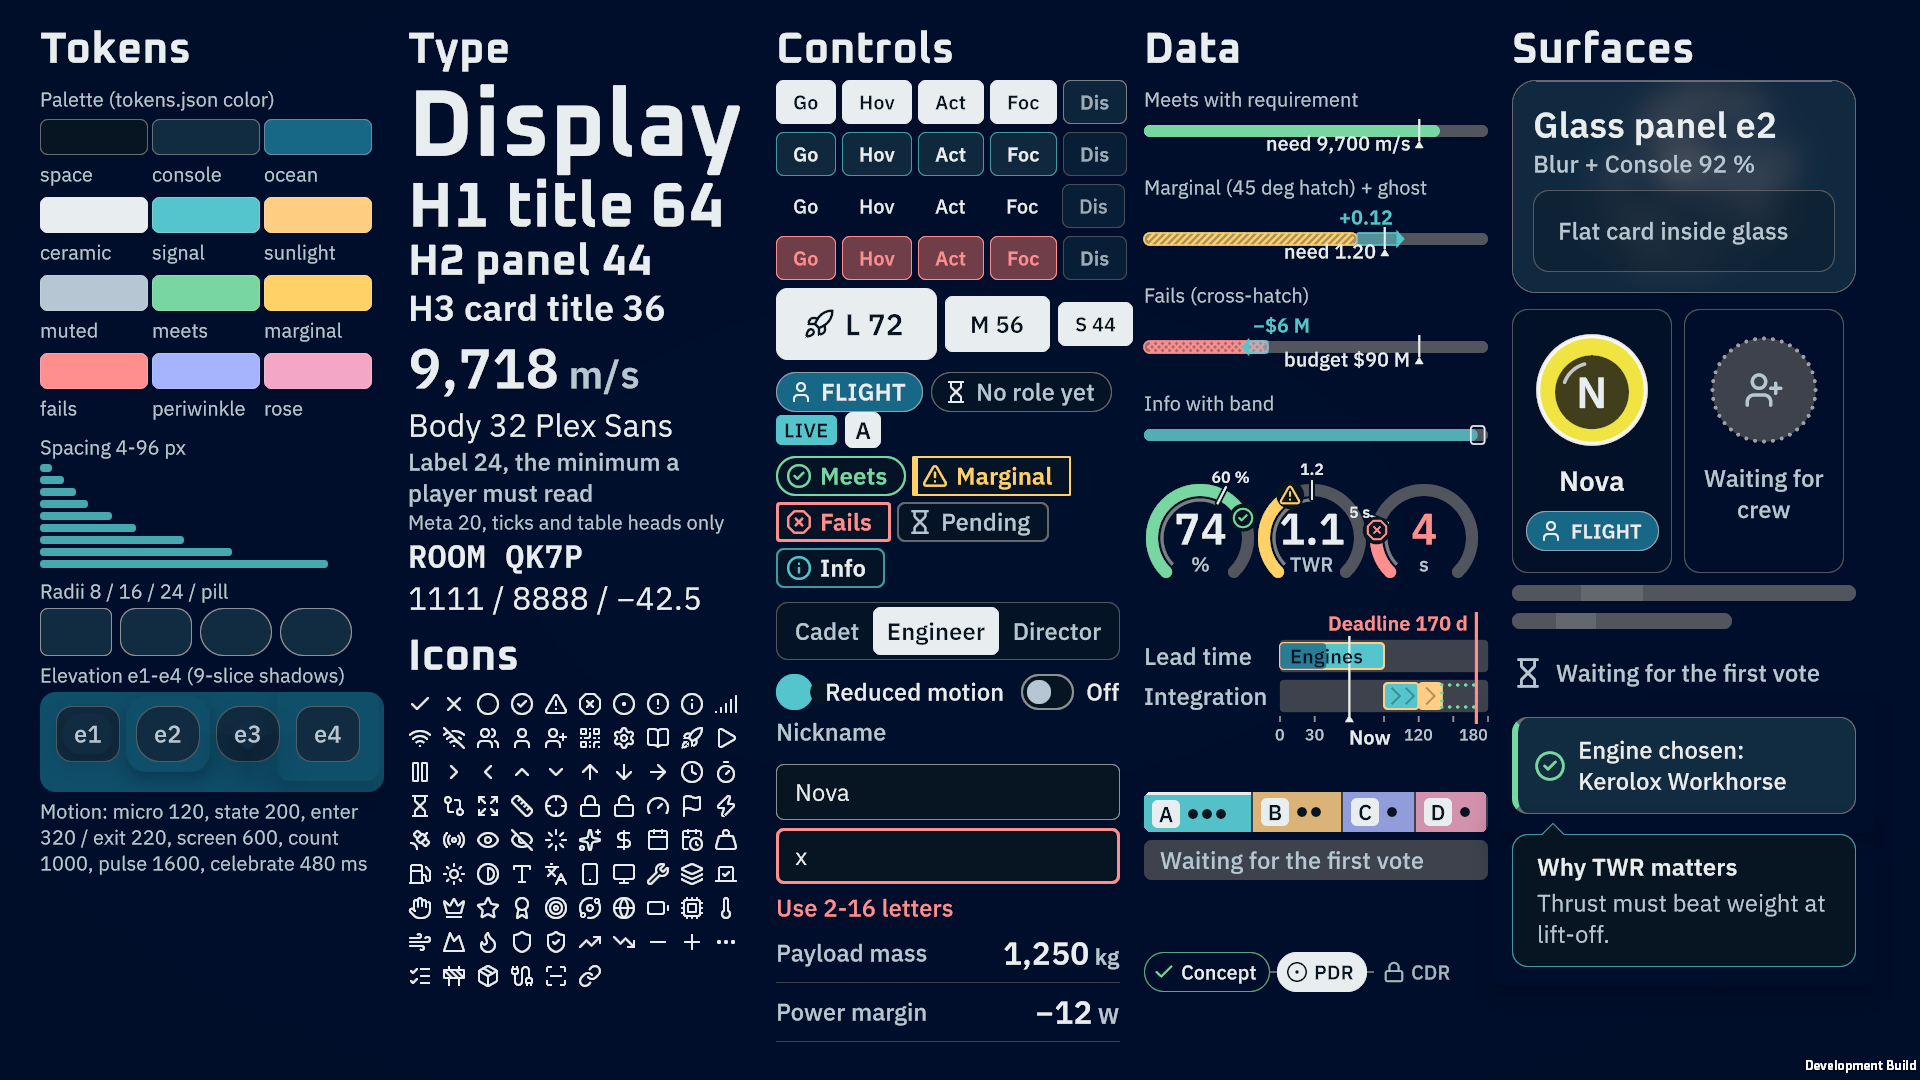 Tokens
Palette (tokens.json color)
space console ocean
ceramic signal sunlight
muted meets marginal
fails periwinkle rose
Spacing 4-96 px
Radii 8 / 16 / 24 / pill
Elevation e1-e4 (9-slice shadows)
e1 e2 e3 e4
Motion: micro 120, state 200, enter
320 / exit 220, screen 600, count
1000, pulse 1600, celebrate 480 ms
Type
Display
H1 title 64
H2 panel 44
H3 card title 36
9,718 m/s
Body 32 Plex Sans
Label 24, the minimum a
player must read
Meta 20, ticks and table heads only
ROOM QK7P
1111 / 8888 / −42.5
Icons
Controls
Go Hov Act Foc Dis
Go Hov Act Foc Dis
Go Hov Act Foc Dis
Go Hov Act Foc Dis
L 72 M 56 S 44
FLIGHT No role yet
LIVE A
Meets Marginal
Fails Pending
Info
Cadet Engineer Director
Reduced motion Off
Nickname
Nova
x
Use 2-16 letters
Payload mass 1,250 kg
Power margin −12 W
Data
Meets with requirement
need 9,700 m/s
Marginal (45 deg hatch) + ghost
+0.12
need 1.20
Fails (cross-hatch)
−$6 M
budget $90 M
Info with band
60 % 1.2 5 s
74 1.1 4
% TWR s
Deadline 170 d
Lead time Engines
Integration
0 30 Now 120 180
A B C D
Waiting for the first vote
Concept PDR CDR
Surfaces
Glass panel e2
Blur + Console 92 %
Flat card inside glass
N
Nova
FLIGHT
Waiting for
crew
Waiting for the first vote
Engine chosen:
Kerolox Workhorse
Why TWR matters
Thrust must beat weight at
lift-off.
Development Build